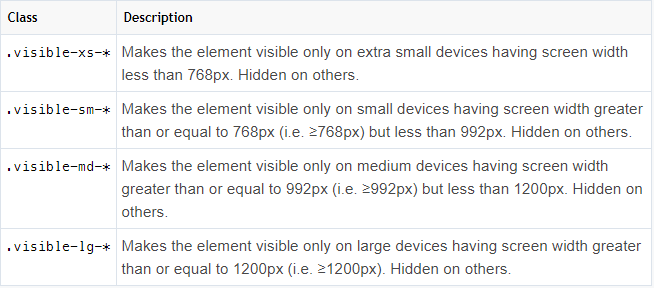 Class Description
.visible-xs-* Makes the element visible only on extra small devices having screen width
less than 768px. Hidden on others.
.visible-sm-* Makes the element visible only on small devices having screen width greater
than or equal to 768px (i.e. ≥768px) but less than 992px. Hidden on others.
.visible-md-* Makes the element visible only on medium devices having screen width
greater than or equal to 992px (i.e. ≥992px) but less than 1200px. Hidden on
others.
.visible-lg-* Makes the element visible only on large devices having screen width greater
than or equal to 1200px (i.e. ≥1200px). Hidden on others.